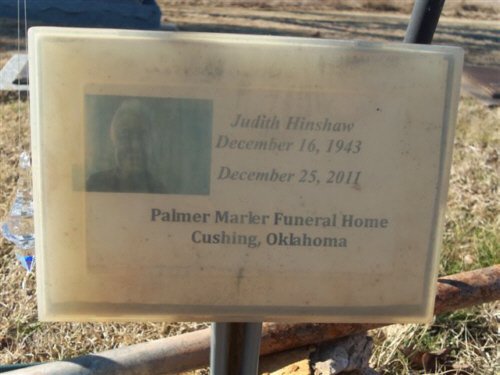 Judith Hinshaw
December 16, 1943
December 25, 2011
Palmer Marler Funeral Home
Cushing, Oklahoma